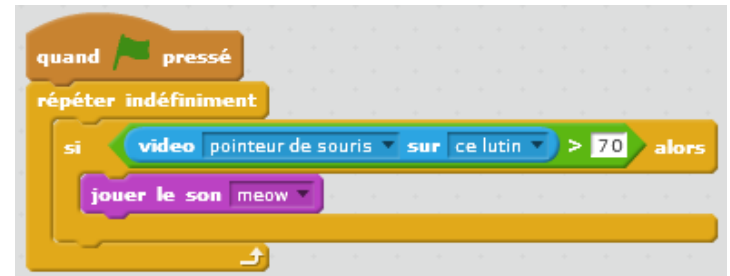 quand pressé
répéter indéfiniment
si video pointeur de souris sur ce lutin > 70 alors
jouer le son meow